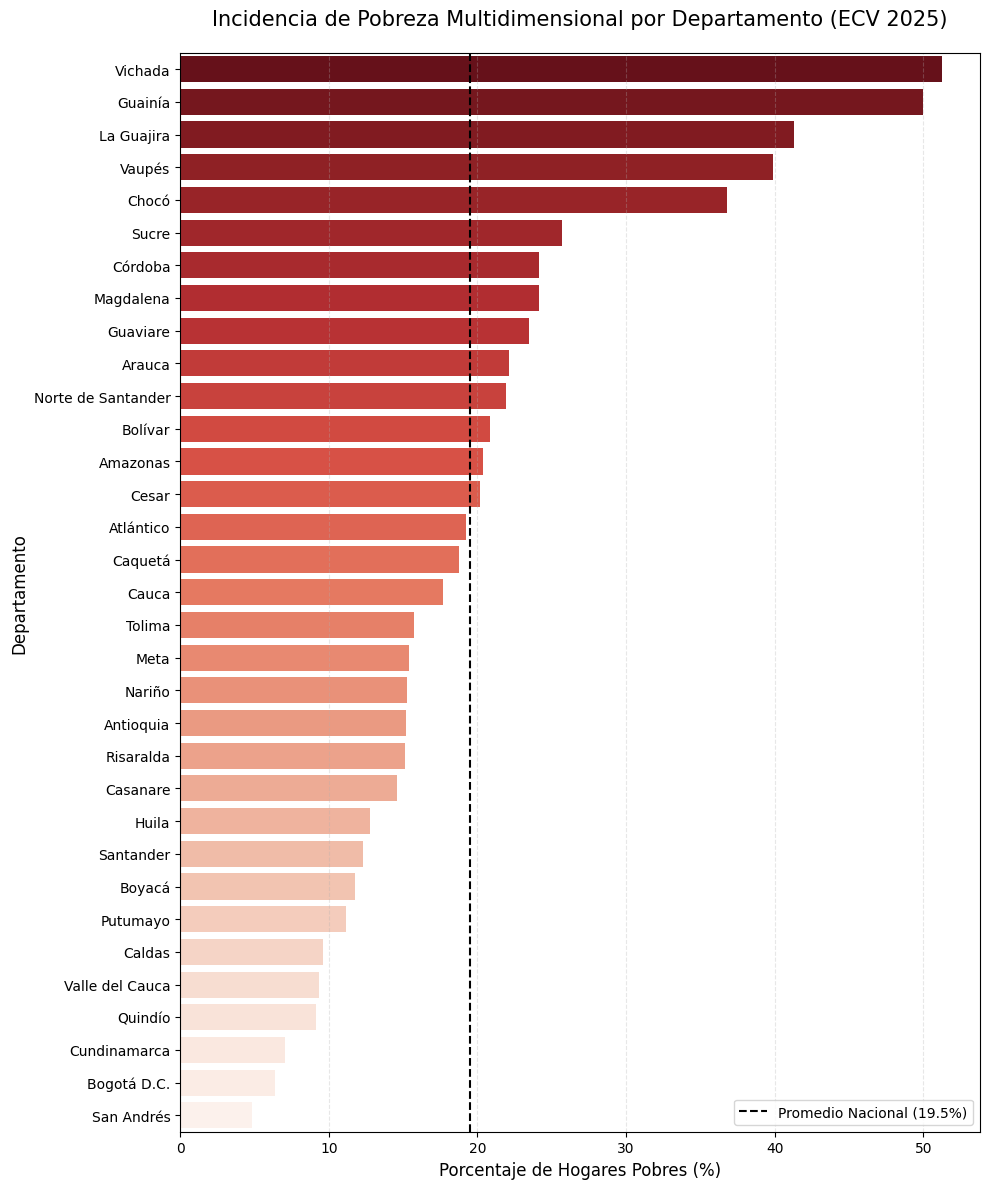 Incidencia de Pobreza Multidimensional por Departamento (ECV 2025)
Departamento
Vichada
Guainía
La Guajira
Vaupés
Chocó
Sucre
Córdoba
Magdalena
Guaviare
Arauca
Norte de Santander
Bolívar
Amazonas
Cesar
Atlántico
Caquetá
Cauca
Tolima
Meta
Nariño
Antioquia
Risaralda
Casanare
Huila
Santander
Boyacá
Putumayo
Caldas
Valle del Cauca
Quindío
Cundinamarca
Bogotá D.C.
San Andrés
Promedio Nacional (19.5%)
0 10 20 30 40 50
Porcentaje de Hogares Pobres (%)